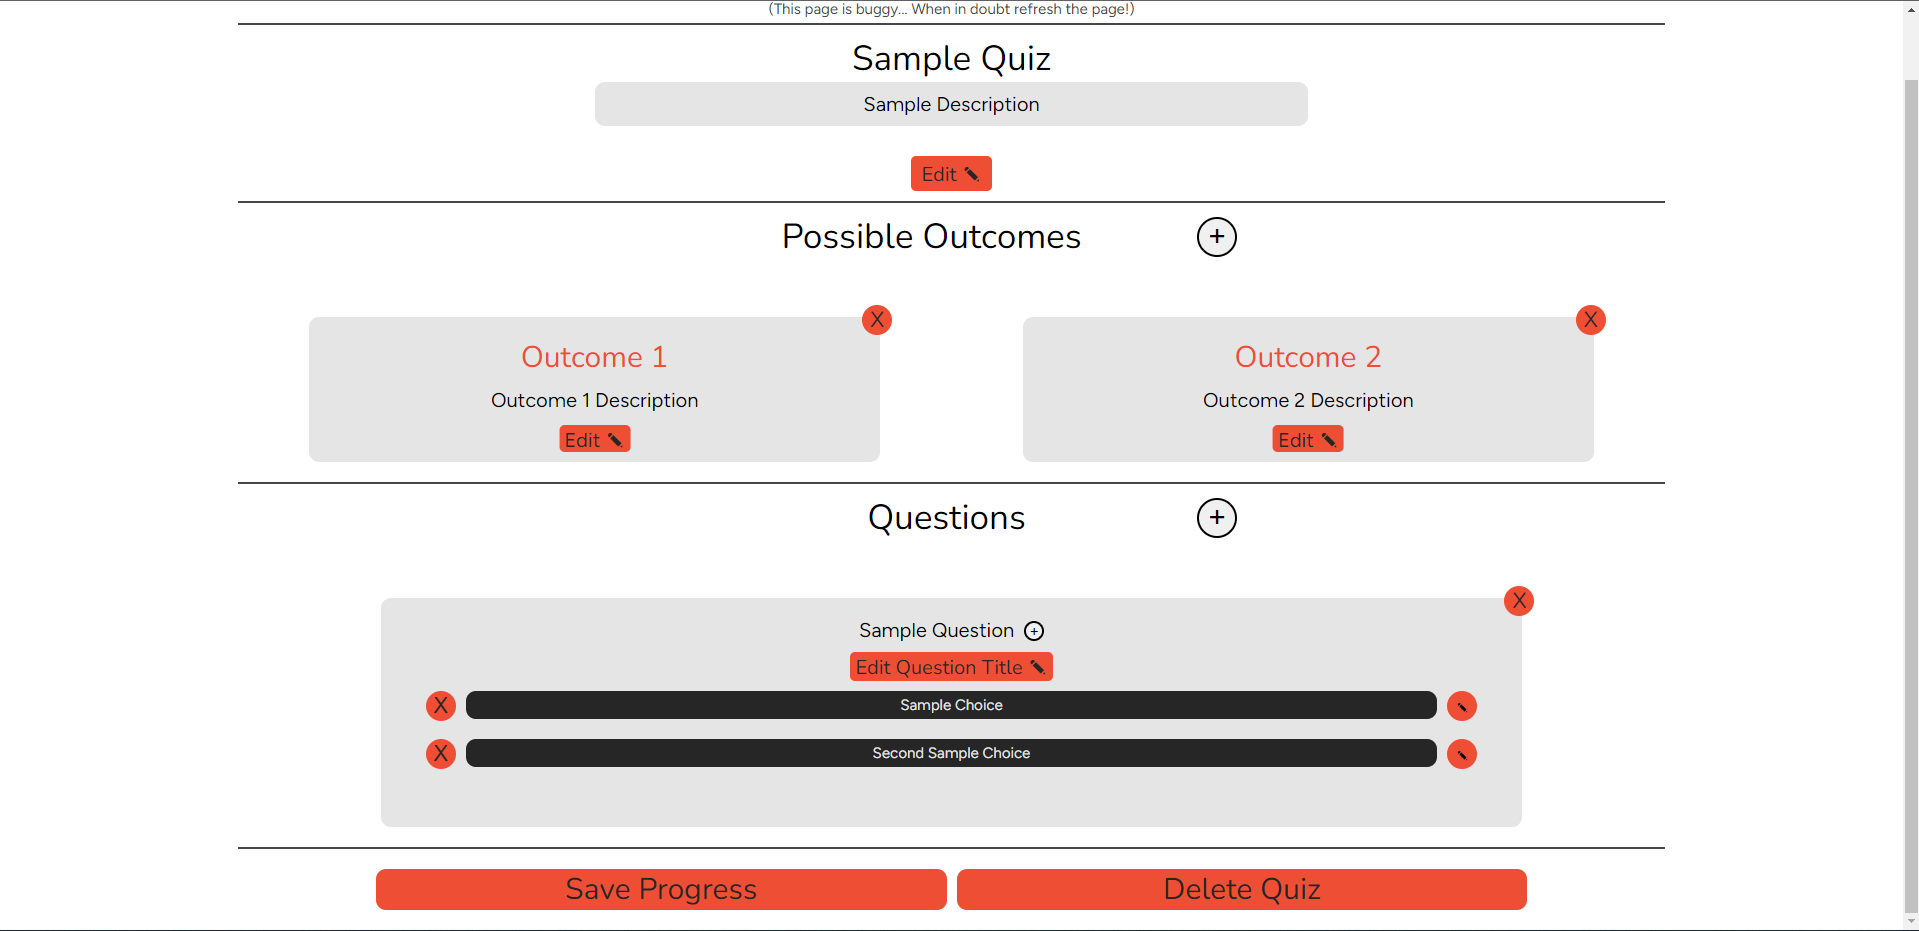 (This page is buggy... When in doubt refresh the page!)
Sample Quiz
Sample Description
Edit
Possible Outcomes +
X X
Outcome 1 Outcome 2
Outcome 1 Description Outcome 2 Description
Edit Edit
Questions +
X
Sample Question +
Edit Question Title
X Sample Choice
X Second Sample Choice
Save Progress Delete Quiz